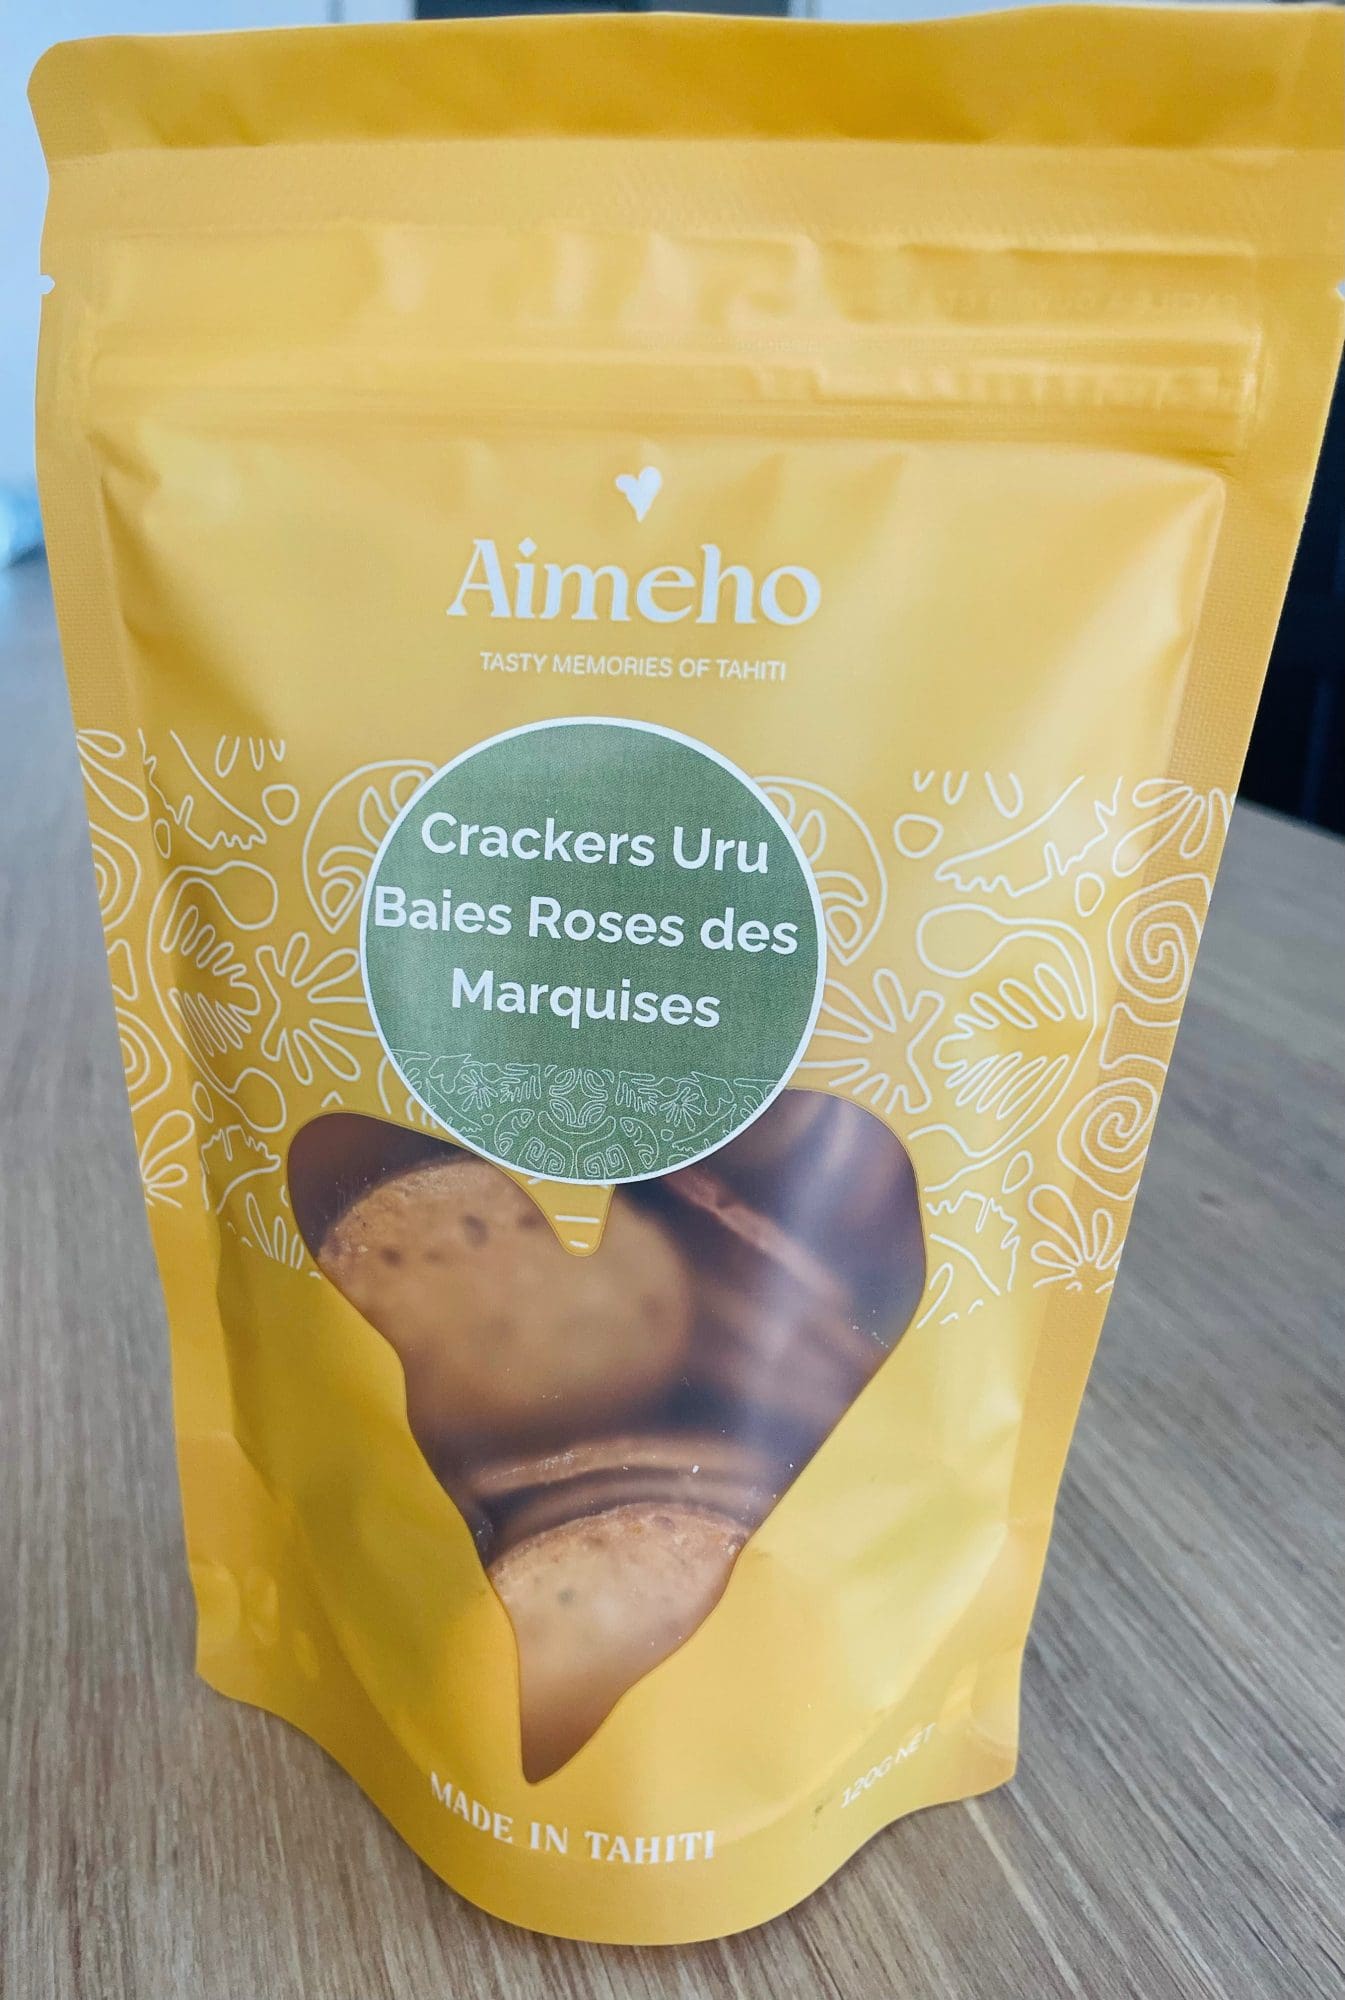 Aimeho
TASTY MEMORIES OF TAHITI
Crackers Uru
Baies Roses des
Marquises
MADE IN TAHITI
120G NET